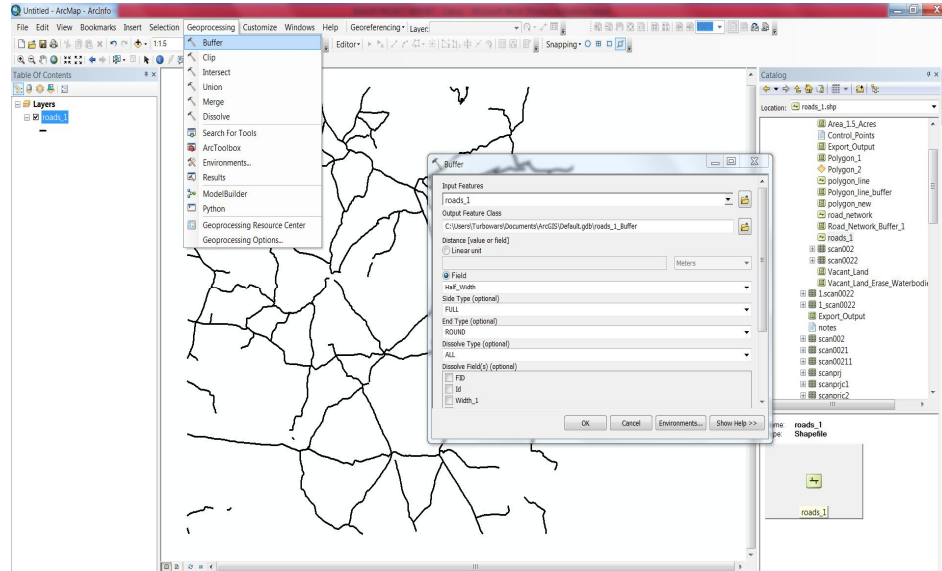 Untitled - ArcMap - ArcInfo
File Edit View Bookmarks Insert Selection Geoprocessing Customize Windows Help Georeferencing Layer:
1:15
Editor Snapping
Table Of Contents
Layers
roads_1
Buffer
Clip
Intersect
Union
Merge
Dissolve
Search For Tools
ArcToolbox
Environments...
Results
ModelBuilder
Python
Geoprocessing Resource Center
Geoprocessing Options...
Buffer
Input Features
roads_1
Output Feature Class
C:\Users\Turbowars\Documents\ArcGIS\Default.gdb\roads_1_Buffer
Distance [value or field]
Linear unit
Meters
Field
Half_Width
Side Type (optional)
FULL
End Type (optional)
ROUND
Dissolve Type (optional)
ALL
Dissolve Field(s) (optional)
FID
Id
Width_1
OK Cancel Environments... Show Help >>
Catalog
Location: roads_1.shp
Area_1.5_Acres
Control_Points
Export_Output
Polygon_1
Polygon_2
polygon_line
Polygon_line_buffer
polygon_new
road_network
Road_Network_Buffer_1
roads_1
scan002
scan0022
Vacant_Land
Vacant_Land_Erase_Waterbodie
1.scan0022
1_scan0022
Export_Output
notes
scan002
scan0021
scan00211
scanprj
scanprjc1
scanprjc2
roads_1
Shapefile
roads_1